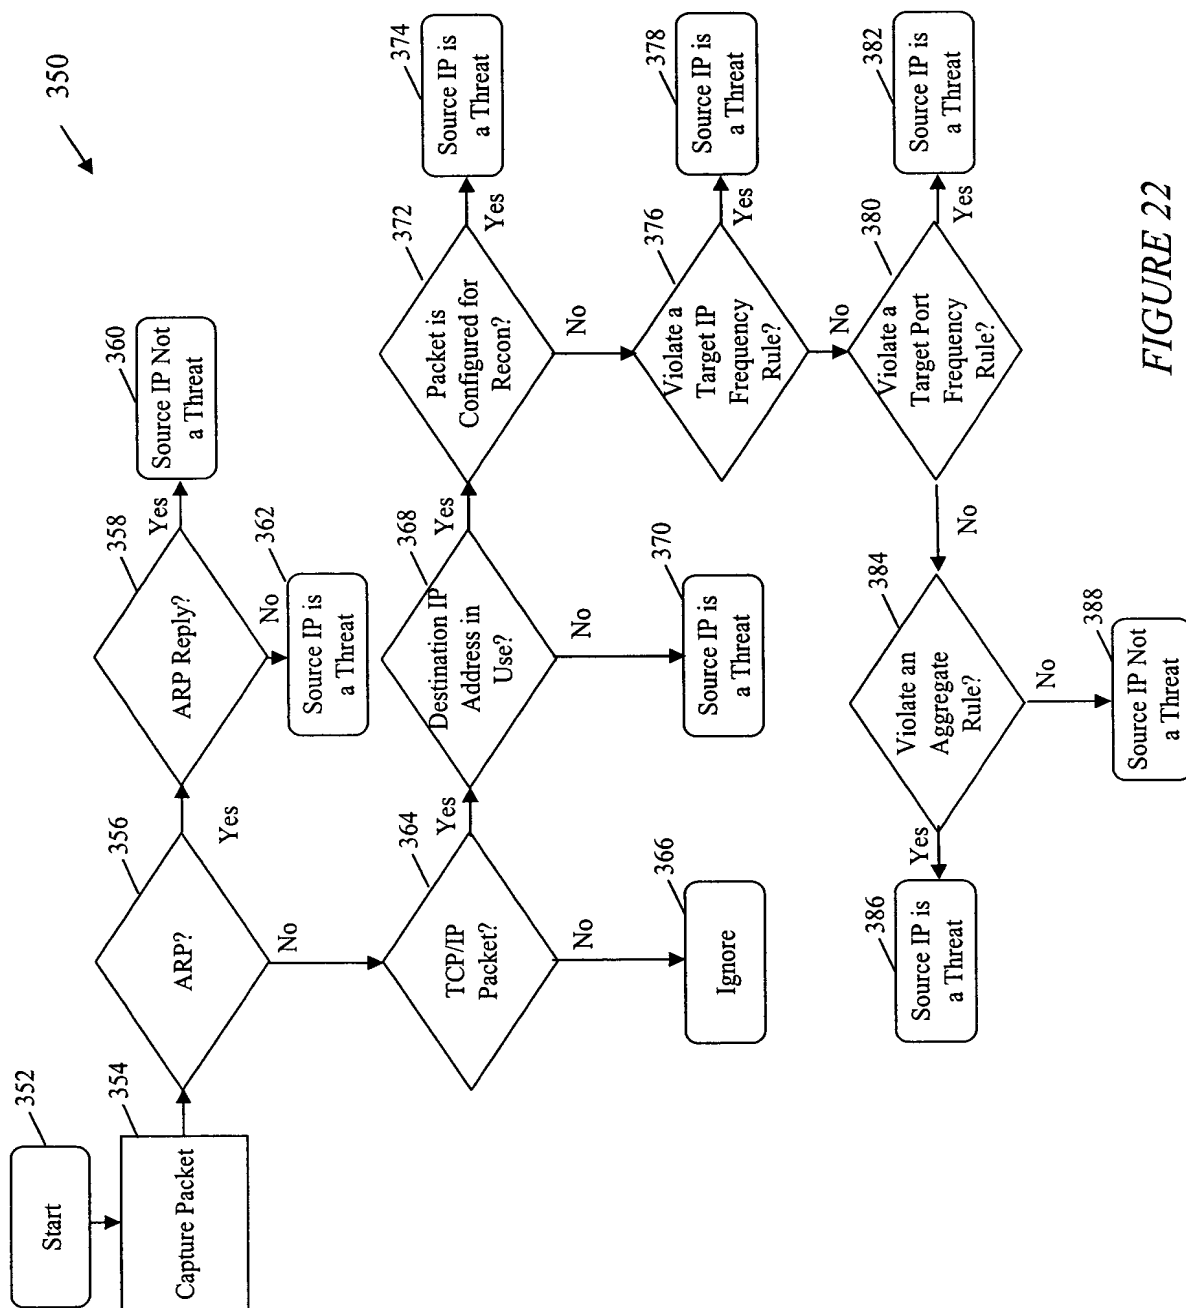 350
352
Start
354
Capture Packet
356
ARP?
Yes
No
358
ARP Reply?
Yes
No
360
Source IP Not
a Threat
362
Source IP is
a Threat
364
TCP/IP
Packet?
Yes
No
366
Ignore
368
Destination IP
Address in
Use?
Yes
No
370
Source IP is
a Threat
372
Packet is
Configured for
Recon?
Yes
No
374
Source IP is
a Threat
376
Violate a
Target IP
Frequency
Rule?
Yes
No
378
Source IP is
a Threat
380
Violate a
Target Port
Frequency
Rule?
Yes
No
382
Source IP is
a Threat
384
Violate an
Aggregate
Rule?
Yes
No
386
Source IP is
a Threat
388
Source IP Not
a Threat
FIGURE 22